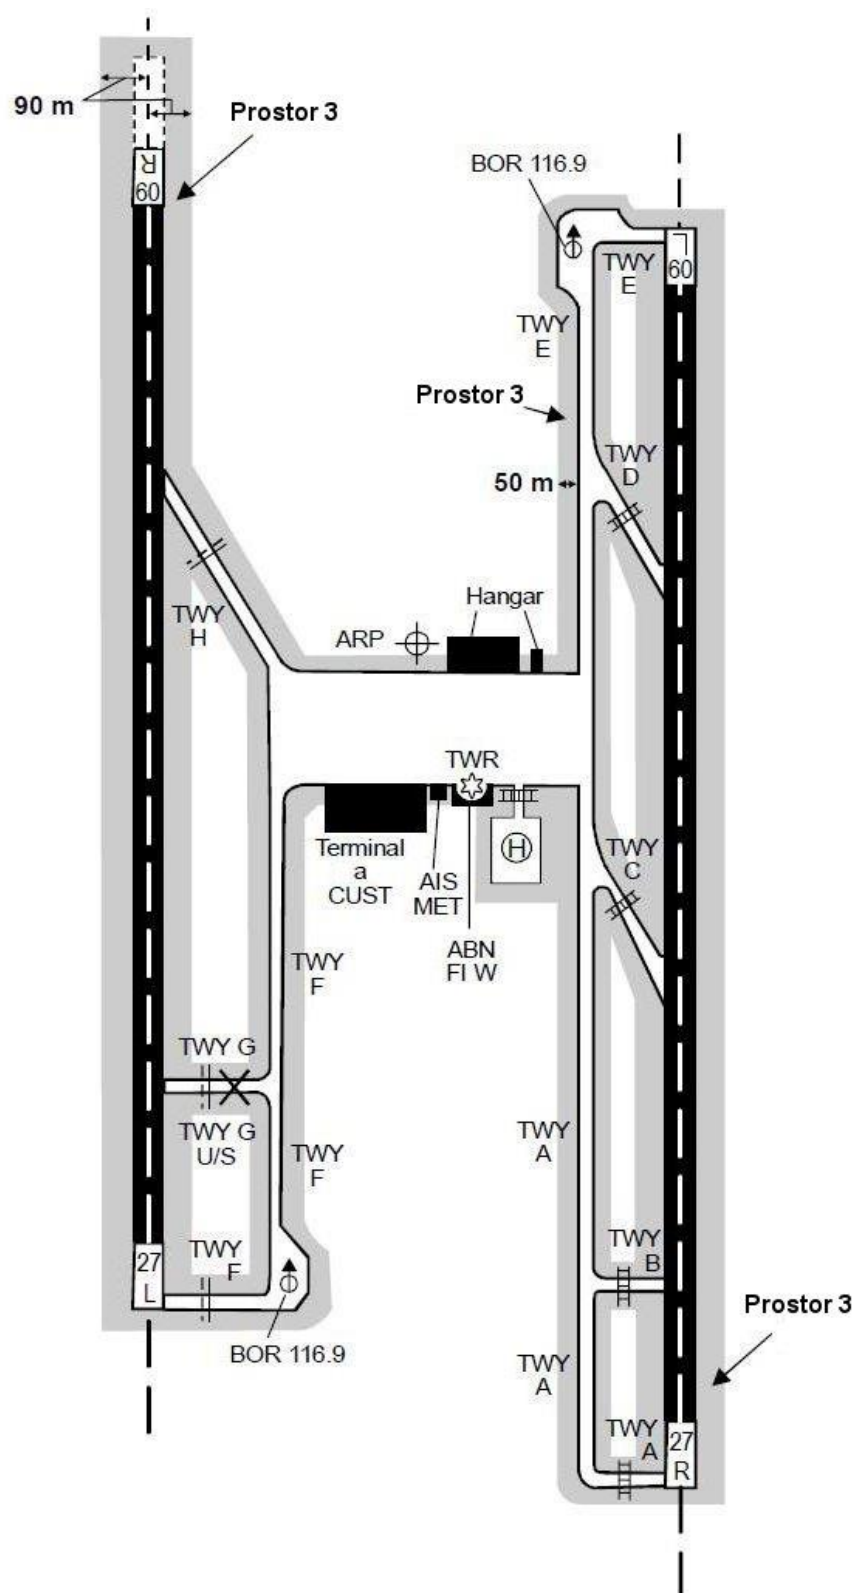 90 m
Prostor 3
R
09
BOR 116.9
L
09
TWY
E
TWY
E
Prostor 3
TWY
D
50 m
Hangar
TWY
H
ARP
TWR
Terminal
a
CUST
AIS
MET
H
TWY
C
ABN
FI W
TWY
F
TWY G
TWY G
U/S
TWY
F
TWY
A
TWY
F
27
L
TWY
B
Prostor 3
BOR 116.9
TWY
A
TWY
A
27
R